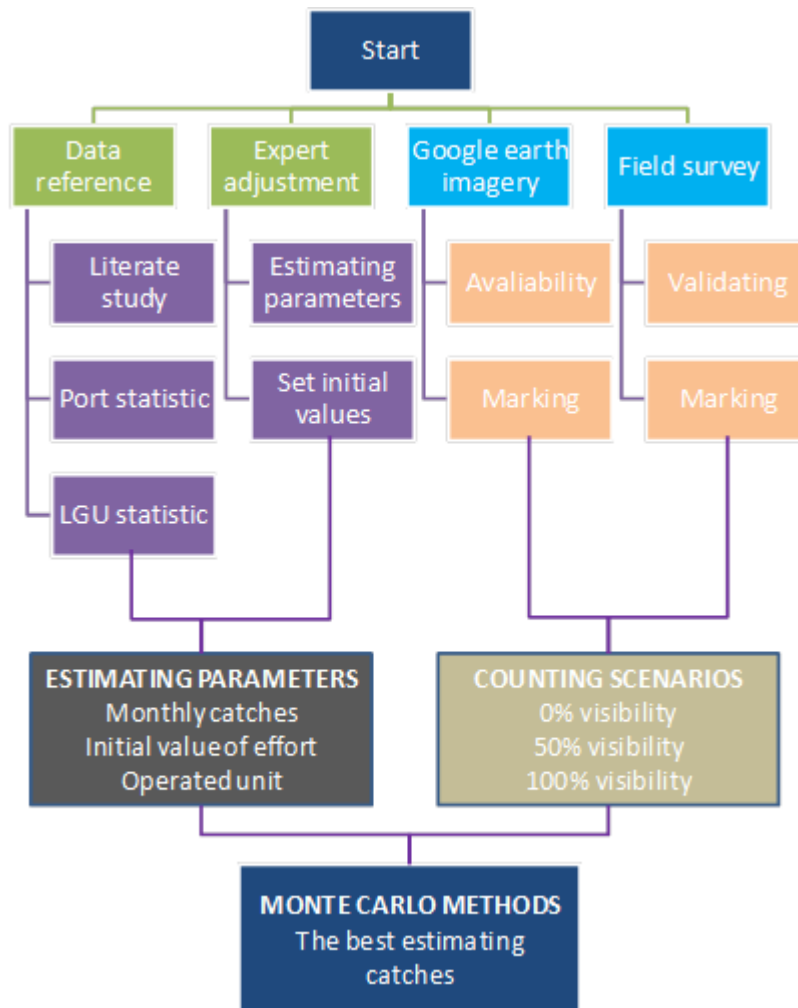 Start
Data
reference
Expert
adjustment
Google earth
imagery
Field survey
Literate
study
Estimating
parameters
Avaliability
Validating
Port statistic
Set initial
values
Marking
Marking
LGU statistic
ESTIMATING PARAMETERS
Monthly catches
Initial value of effort
Operated unit
COUNTING SCENARIOS
0% visibility
50% visibility
100% visibility
MONTE CARLO METHODS
The best estimating
catches